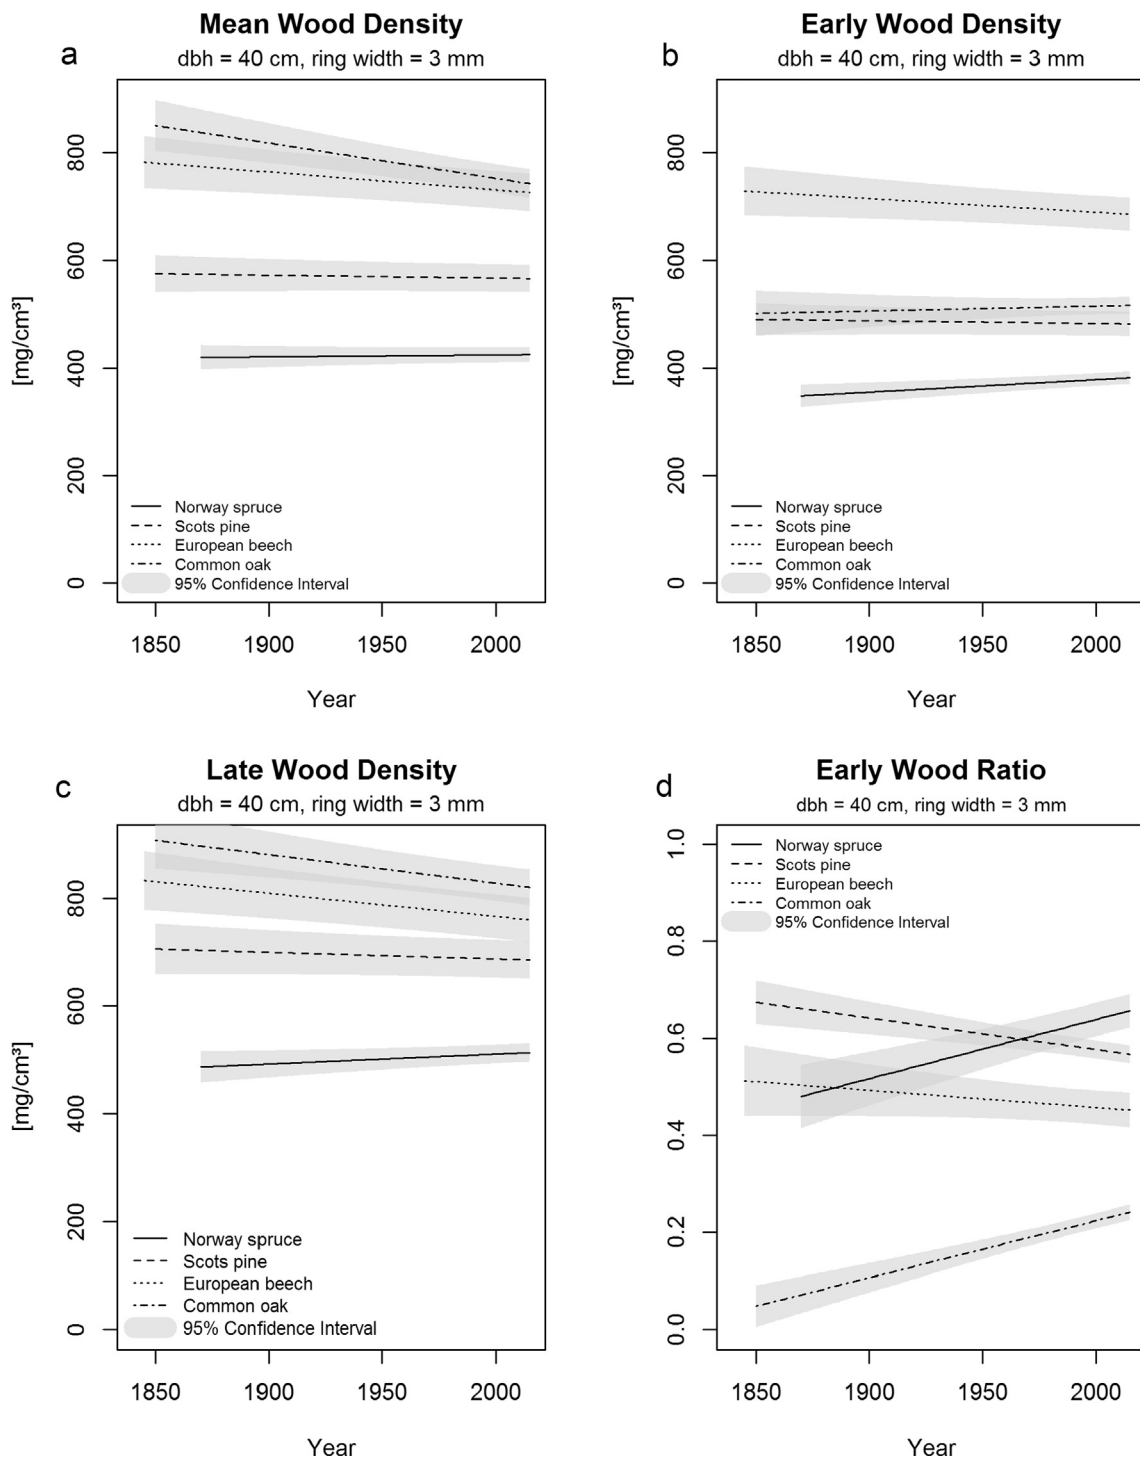 a
Mean Wood Density
dbh = 40 cm, ring width = 3 mm
[mg/cm³]
800
600
400
200
0
Norway spruce
Scots pine
European beech
Common oak
95% Confidence Interval
1850 1900 1950 2000
Year
b
Early Wood Density
dbh = 40 cm, ring width = 3 mm
[mg/cm³]
800
600
400
200
0
Norway spruce
Scots pine
European beech
Common oak
95% Confidence Interval
1850 1900 1950 2000
Year
c
Late Wood Density
dbh = 40 cm, ring width = 3 mm
[mg/cm³]
800
600
400
200
0
Norway spruce
Scots pine
European beech
Common oak
95% Confidence Interval
1850 1900 1950 2000
Year
d
Early Wood Ratio
dbh = 40 cm, ring width = 3 mm
1.0
0.8
0.6
0.4
0.2
0.0
Norway spruce
Scots pine
European beech
Common oak
95% Confidence Interval
1850 1900 1950 2000
Year